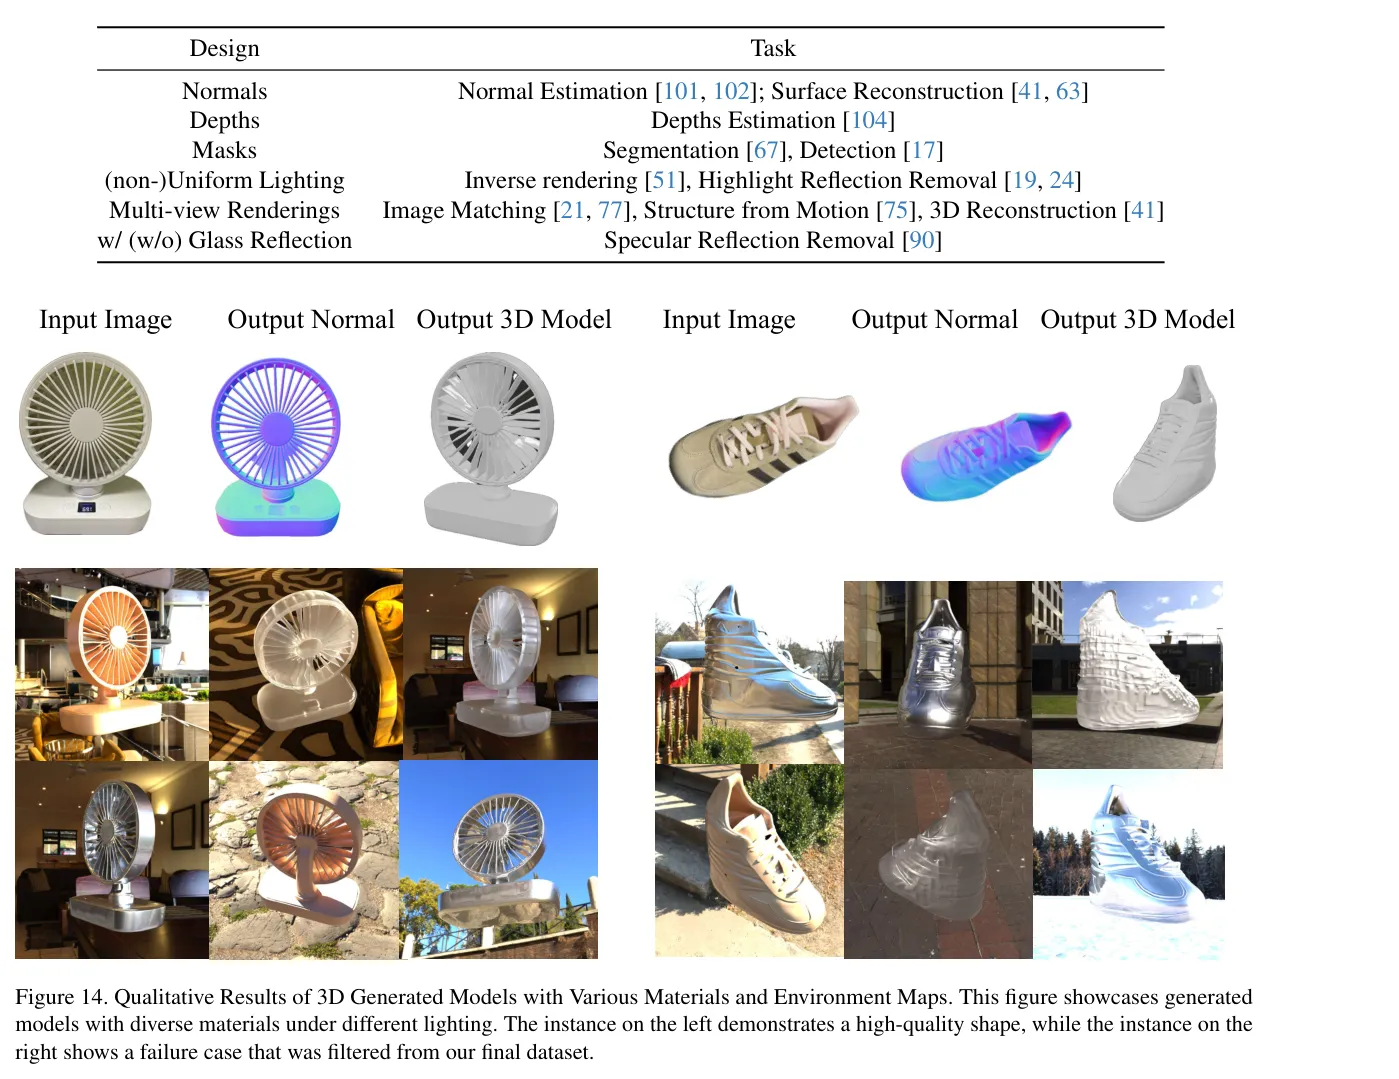 Design Task
Normals Normal Estimation [101, 102]; Surface Reconstruction [41, 63]
Depths Depths Estimation [104]
Masks Segmentation [67], Detection [17]
(non-)Uniform Lighting Inverse rendering [51], Highlight Reflection Removal [19, 24]
Multi-view Renderings Image Matching [21, 77], Structure from Motion [75], 3D Reconstruction [41]
w/ (w/o) Glass Reflection Specular Reflection Removal [90]
Input Image Output Normal Output 3D Model Input Image Output Normal Output 3D Model
Figure 14. Qualitative Results of 3D Generated Models with Various Materials and Environment Maps. This figure showcases generated
models with diverse materials under different lighting. The instance on the left demonstrates a high-quality shape, while the instance on the
right shows a failure case that was filtered from our final dataset.